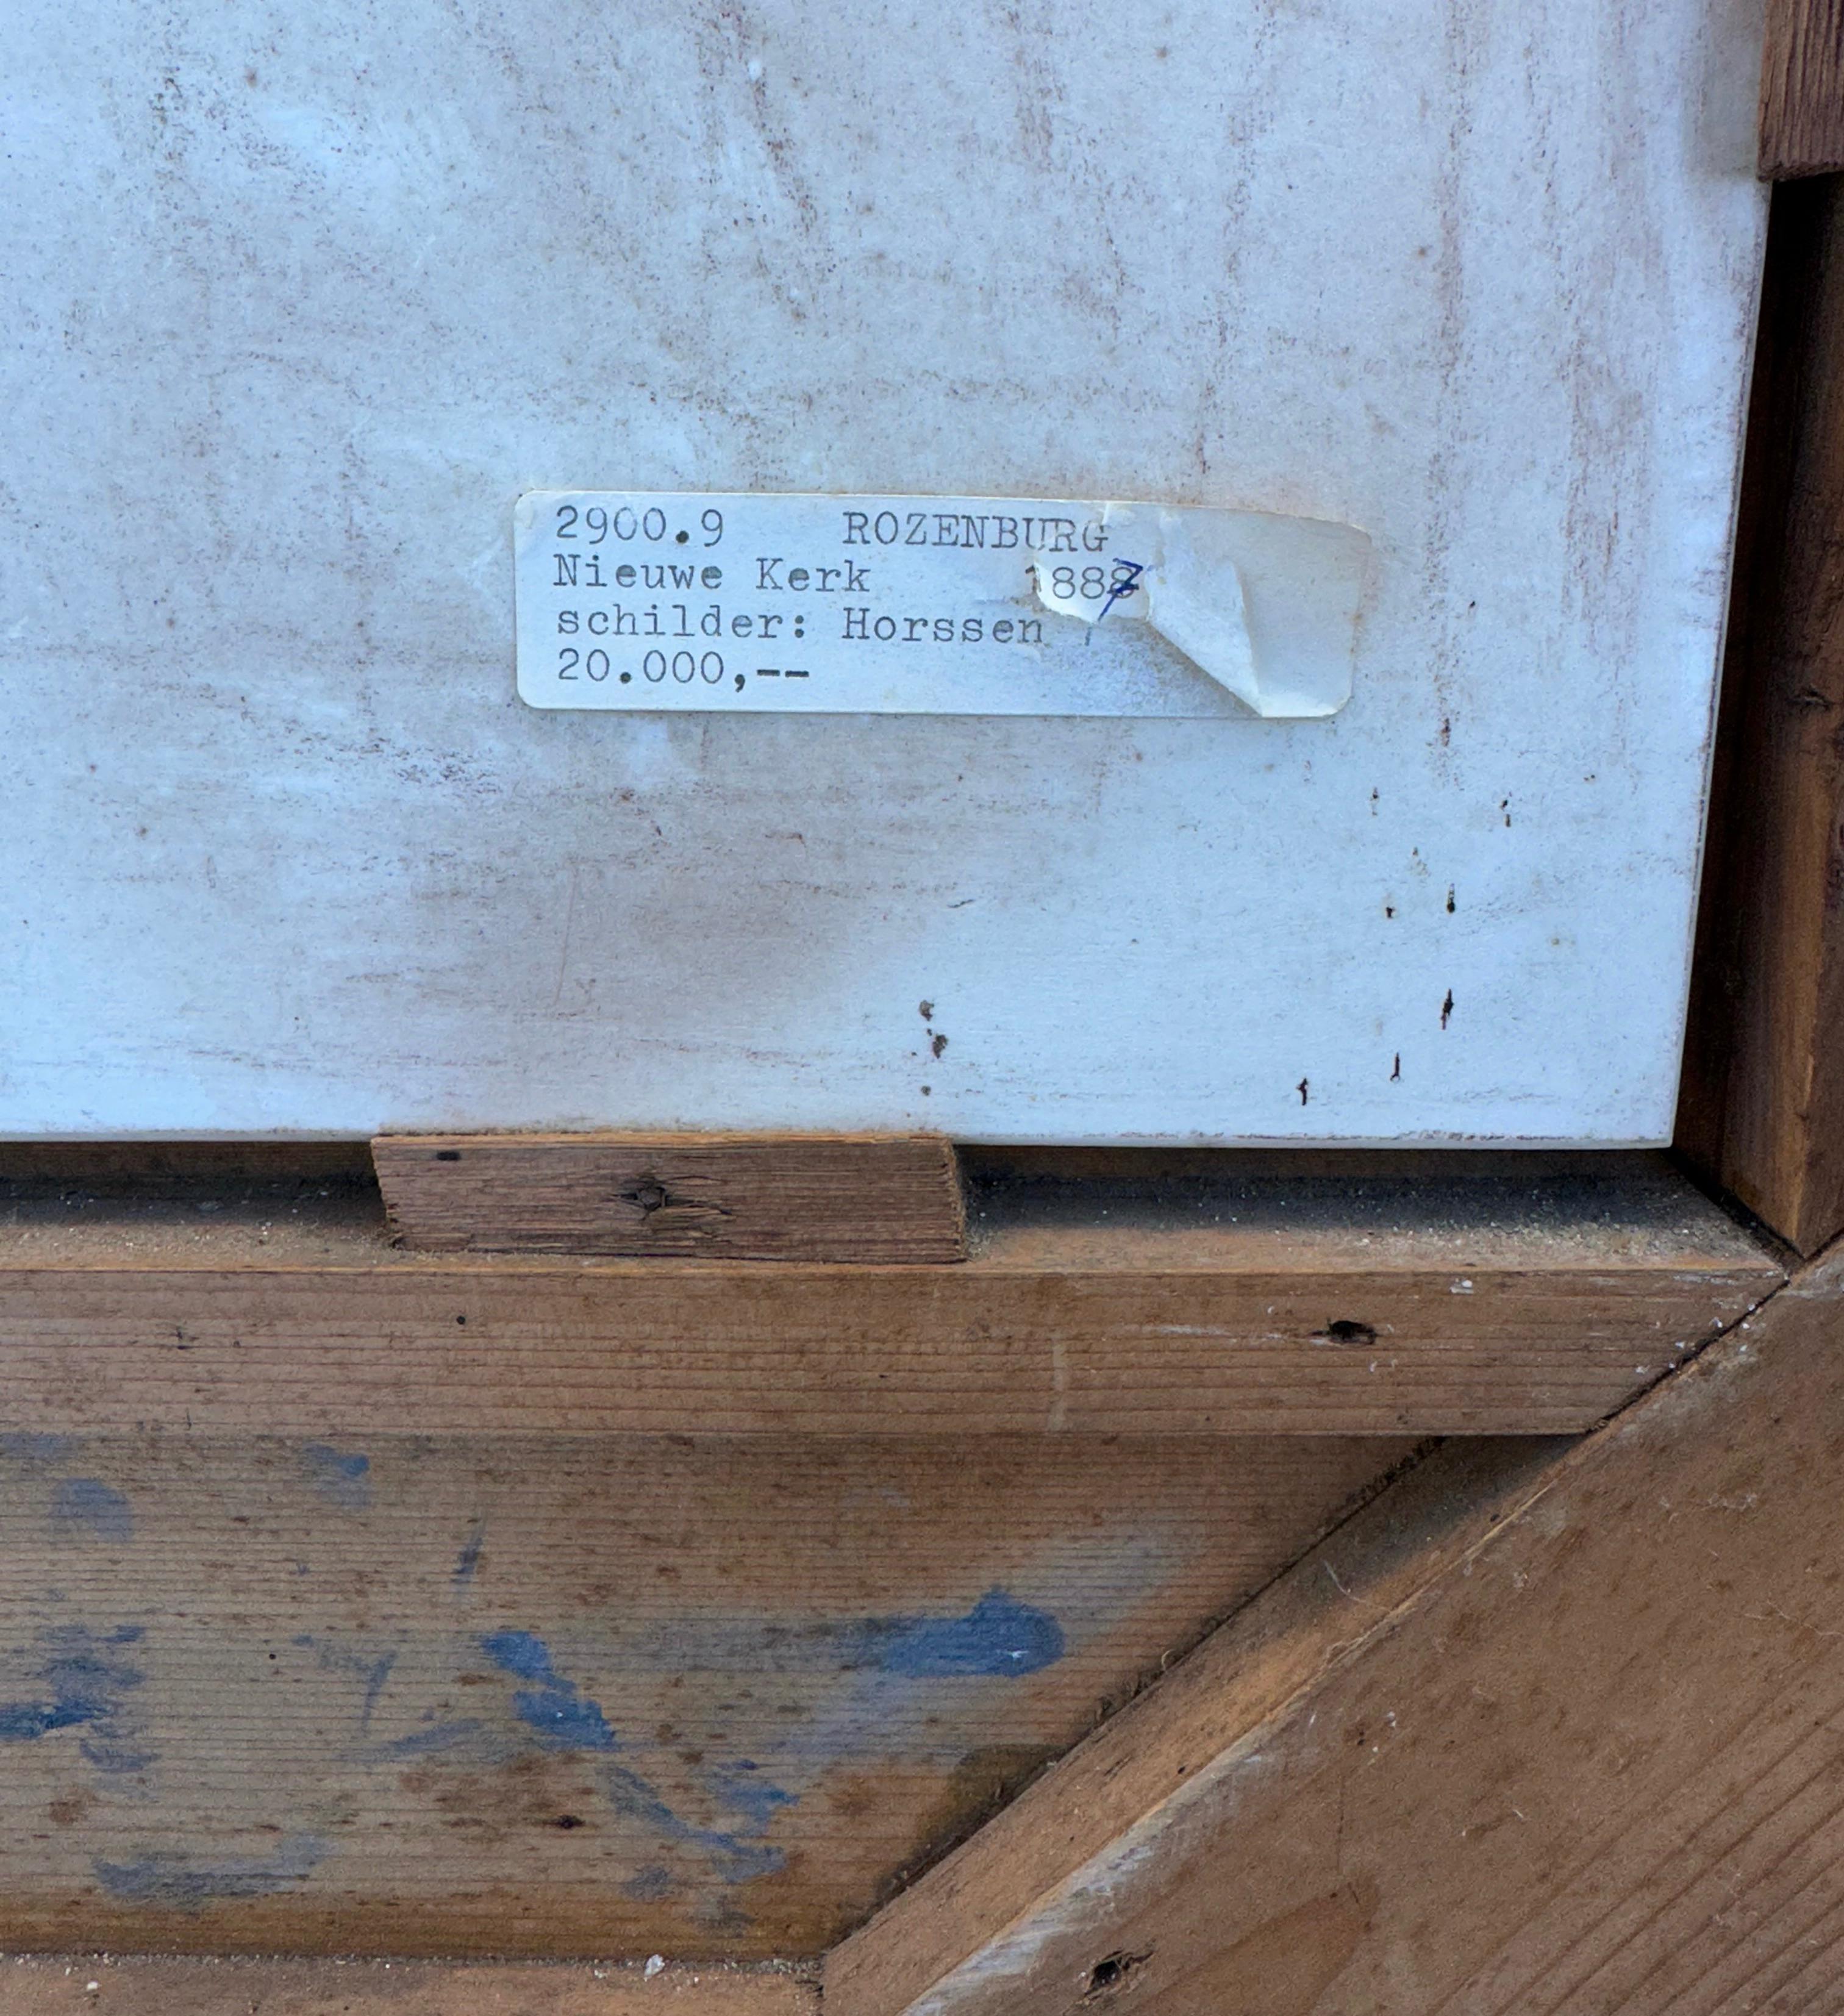 2900.9 ROZENBURG
Nieuwe Kerk 1887
schilder: Horssen
20.000,--